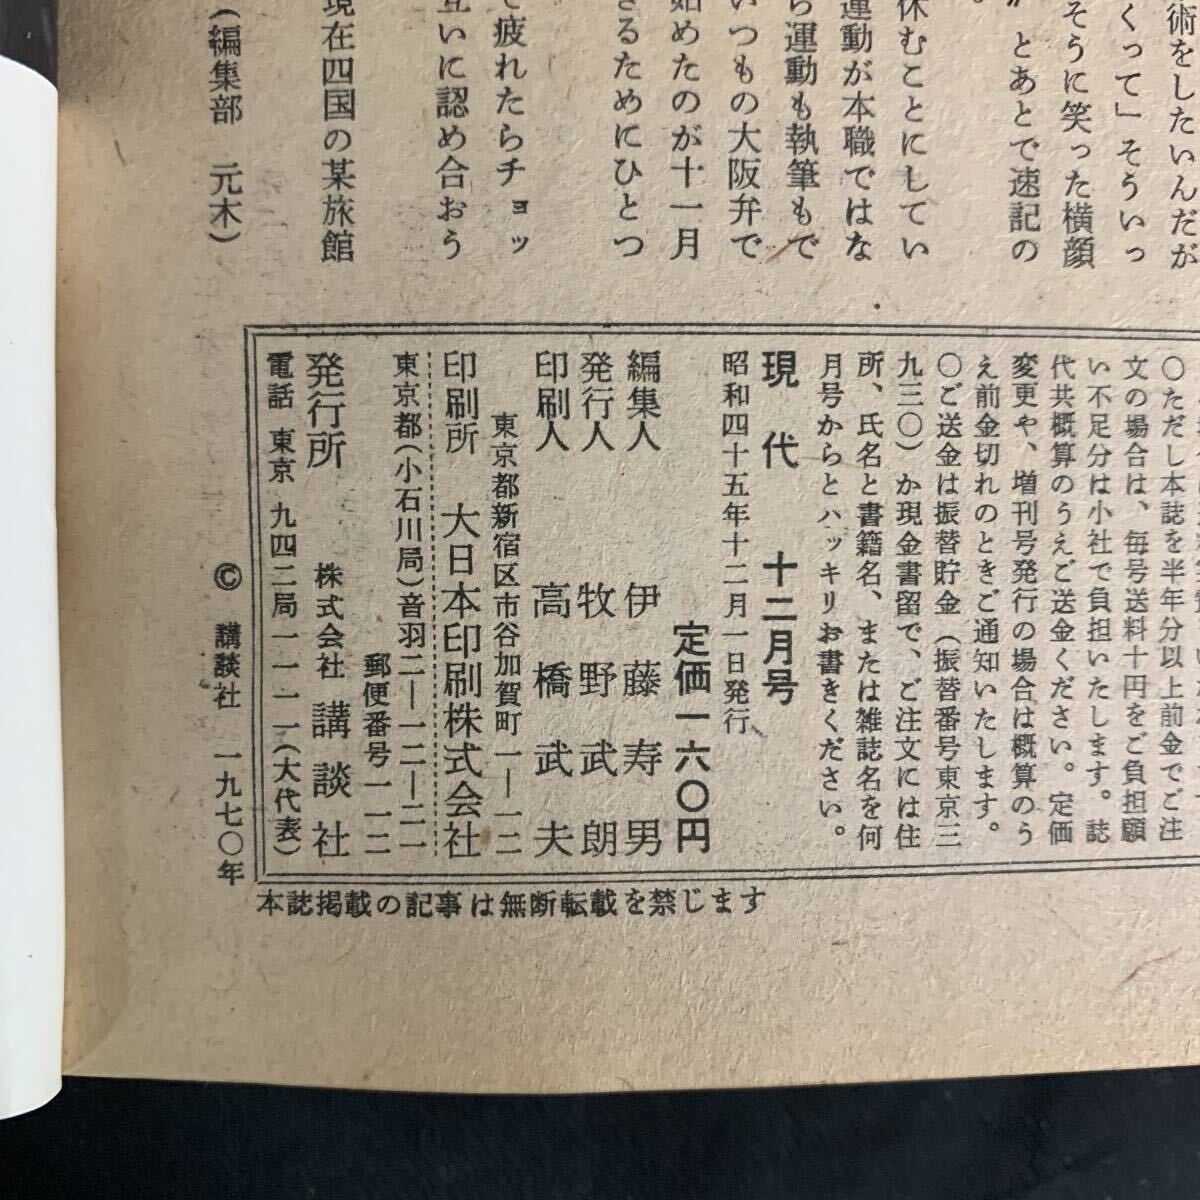 術をしたいんだが
くって」そういっ
そうに笑った横顔
〟とあとで速記の
。
休むことにしてい
運動が本職ではな
ら運動も執筆もで
いつもの大阪弁で
始めたのが十一月
きるためにひとつ
て疲れたらチョッ
互いに認め合おう
現在四国の某旅館
(編集部 元木)
○ただし本誌を半年分以上前金でご注
文の場合は、毎号送料十円をご負担願
い不足分は小社で負担いたします。誌
代共概算のうえご送金ください。定価
変更や、増刊号発行の場合は概算のう
え前金切れのときご通知いたします。
○ご送金は振替貯金(振替番号東京三
九三〇)か現金書留で、ご注文には住
所、氏名と書籍名、または雑誌名を何
月号からとハッキリお書きください。
現代 十二月号
昭和四十五年十二月一日発行
定価一六〇円
編集人 伊藤寿男
発行人 牧野武朗
印刷人 高橋武夫
東京都新宿区市谷加賀町一―一二
印刷所 大日本印刷株式会社
東京都(小石川局)音羽二―一二―二一
郵便番号一一二
発行所 株式会社 講談社
電話 東京 九四二局一一一一(大代表)
© 講談社 一九七〇年
本誌掲載の記事は無断転載を禁じます